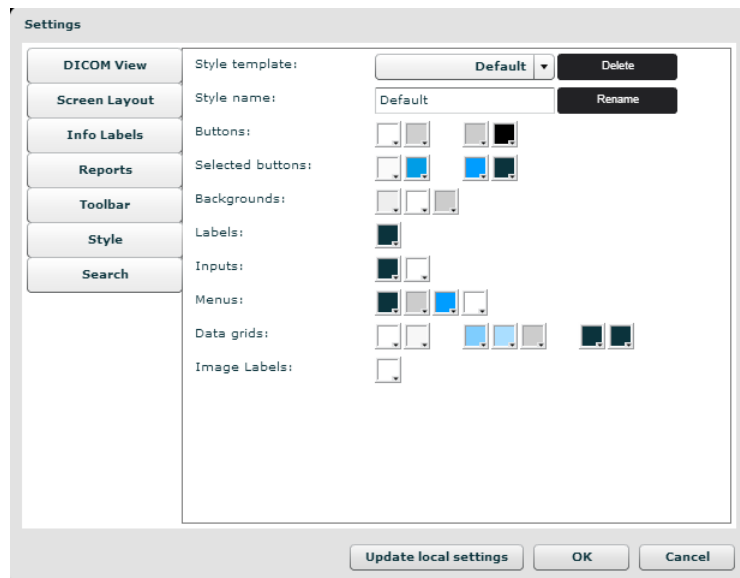 Settings
DICOM View
Screen Layout
Info Labels
Reports
Toolbar
Style
Search
Style template: Default Delete
Style name: Default Rename
Buttons:
Selected buttons:
Backgrounds:
Labels:
Inputs:
Menus:
Data grids:
Image Labels:
Update local settings OK Cancel